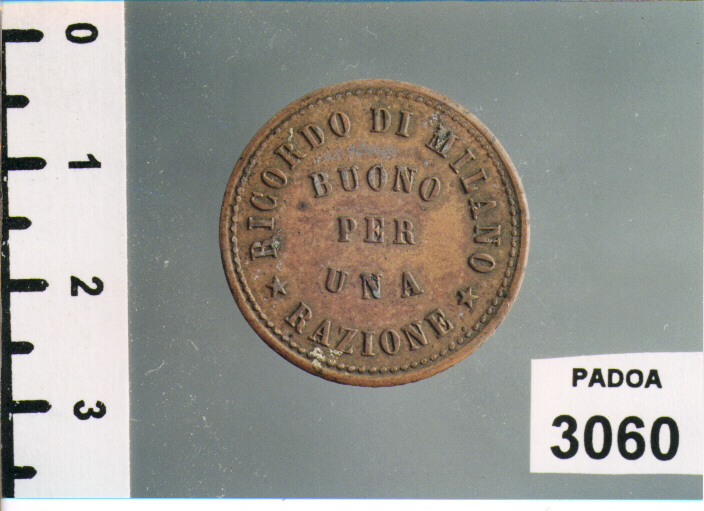 0
1
2
3
RICORDO DI MILANO
BUONO
PER
UNA
RAZIONE
PADOA
3060